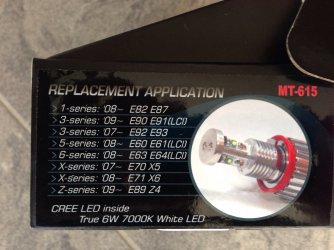 REPLACEMENT APPLICATION
MT-615
1-series: '08~ E82 E87
3-series: '09~ E90 E91(LCI)
3-series: '07~ E92 E93
5-series: '08~ E60 E61(LCI)
6-series: '08~ E63 E64(LCI)
X-series: '07~ E70 X5
X-series: '08~ E71 X6
Z-series: '09~ E89 Z4
CREE LED inside
True 6W 7000K White LED